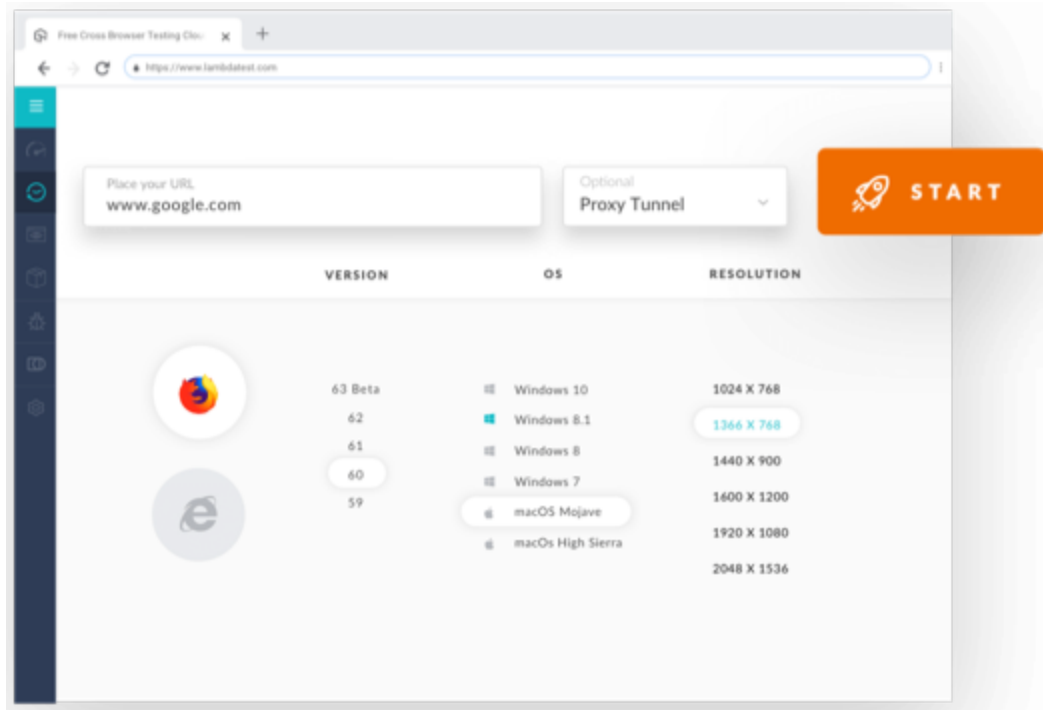 Free Cross Browser Testing Clou
https://www.lambdatest.com
Place your URL
www.google.com
Optional
Proxy Tunnel
START
VERSION OS RESOLUTION
63 Beta
62
61
60
59
Windows 10
Windows 8.1
Windows 8
Windows 7
macOS Mojave
macOs High Sierra
1024 X 768
1366 X 768
1440 X 900
1600 X 1200
1920 X 1080
2048 X 1536